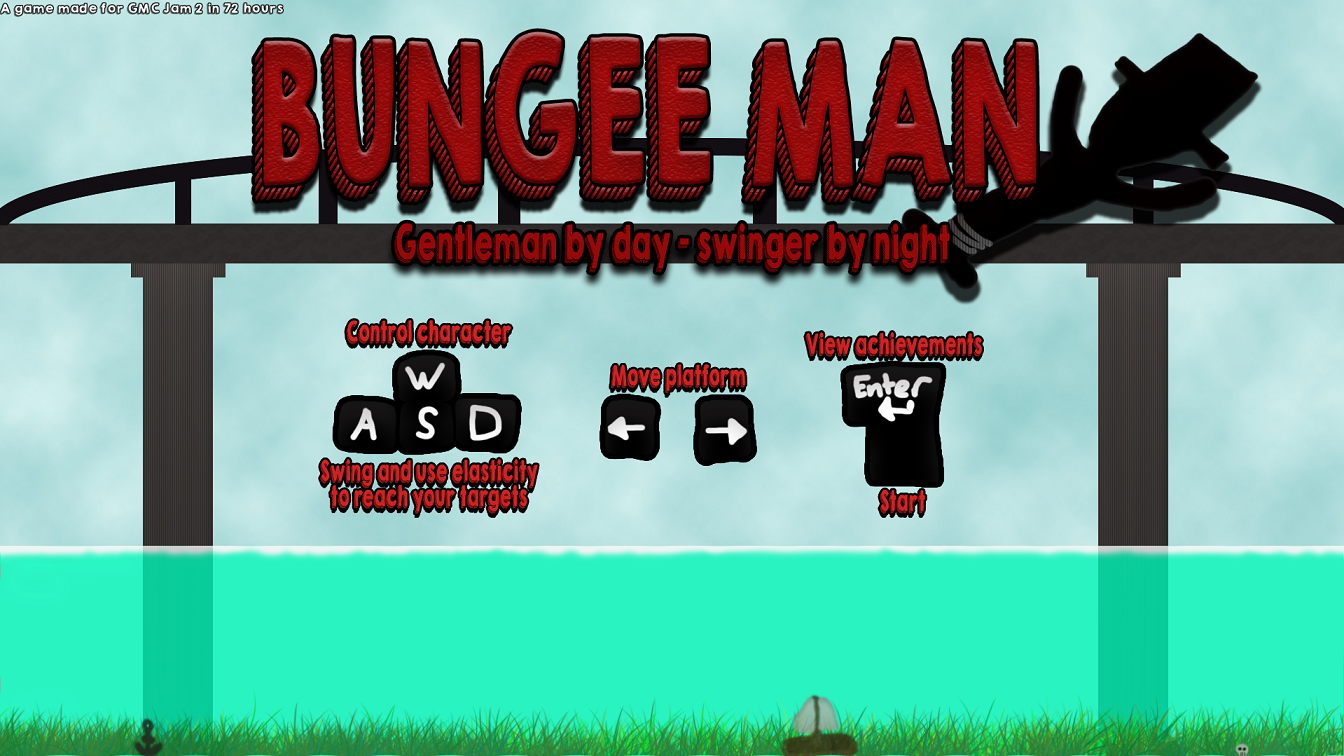 A game made for GMC Jam 2 in 72 hours
BUNGEE MAN
Gentleman by day - swinger by night
Control character
W
A S D
Swing and use elasticity
to reach your targets
Move platform
← →
View achievements
Enter
↵
Start